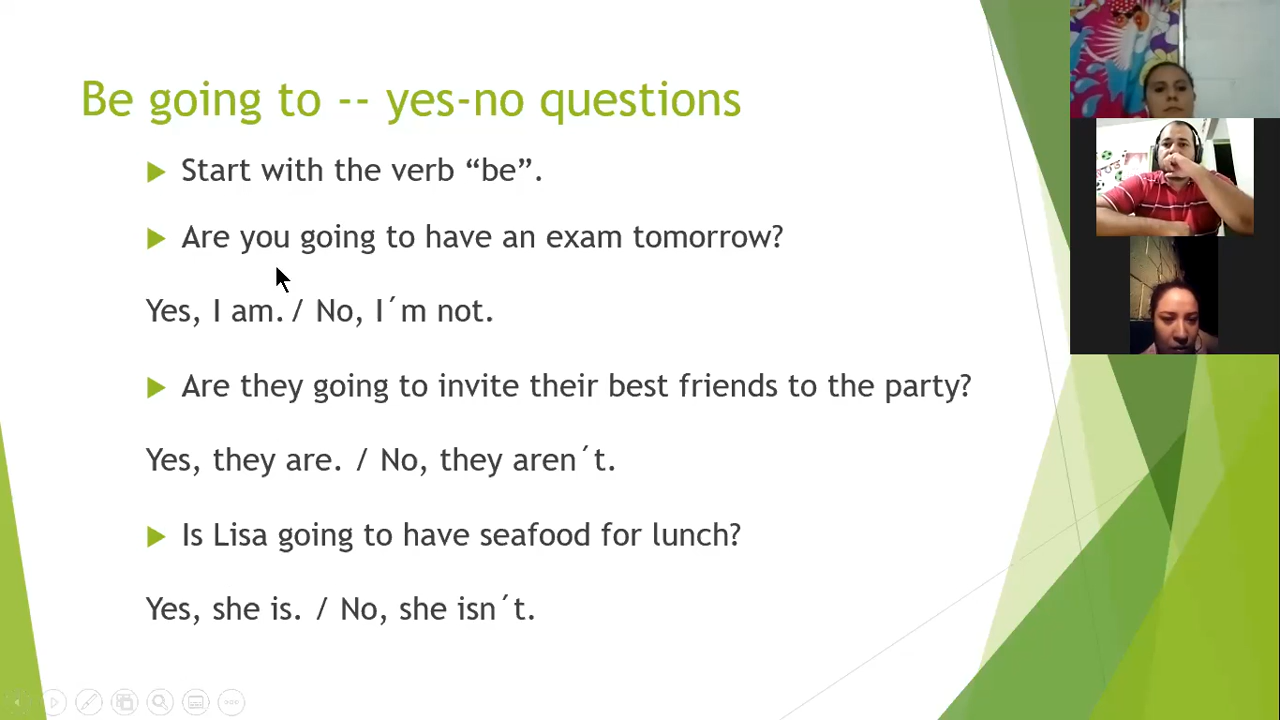 Be going to -- yes-no questions
Start with the verb “be”.
Are you going to have an exam tomorrow?
Yes, I am. / No, I´m not.
Are they going to invite their best friends to the party?
Yes, they are. / No, they aren´t.
Is Lisa going to have seafood for lunch?
Yes, she is. / No, she isn´t.